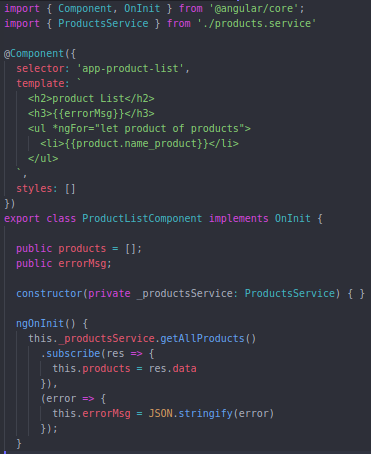 import { Component, OnInit } from '@angular/core';
import { ProductsService } from './products.service'
@Component({
selector: 'app-product-list',
template: `
<h2>product List</h2>
<h3>{{errorMsg}}</h3>
<ul *ngFor="let product of products">
<li>{{product.name_product}}</li>
</ul>
`,
styles: []
})
export class ProductListComponent implements OnInit {
public products = [];
public errorMsg;
constructor(private _productsService: ProductsService) { }
ngOnInit() {
this._productsService.getAllProducts()
.subscribe(res => {
this.products = res.data
}),
(error => {
this.errorMsg = JSON.stringify(error)
});
}